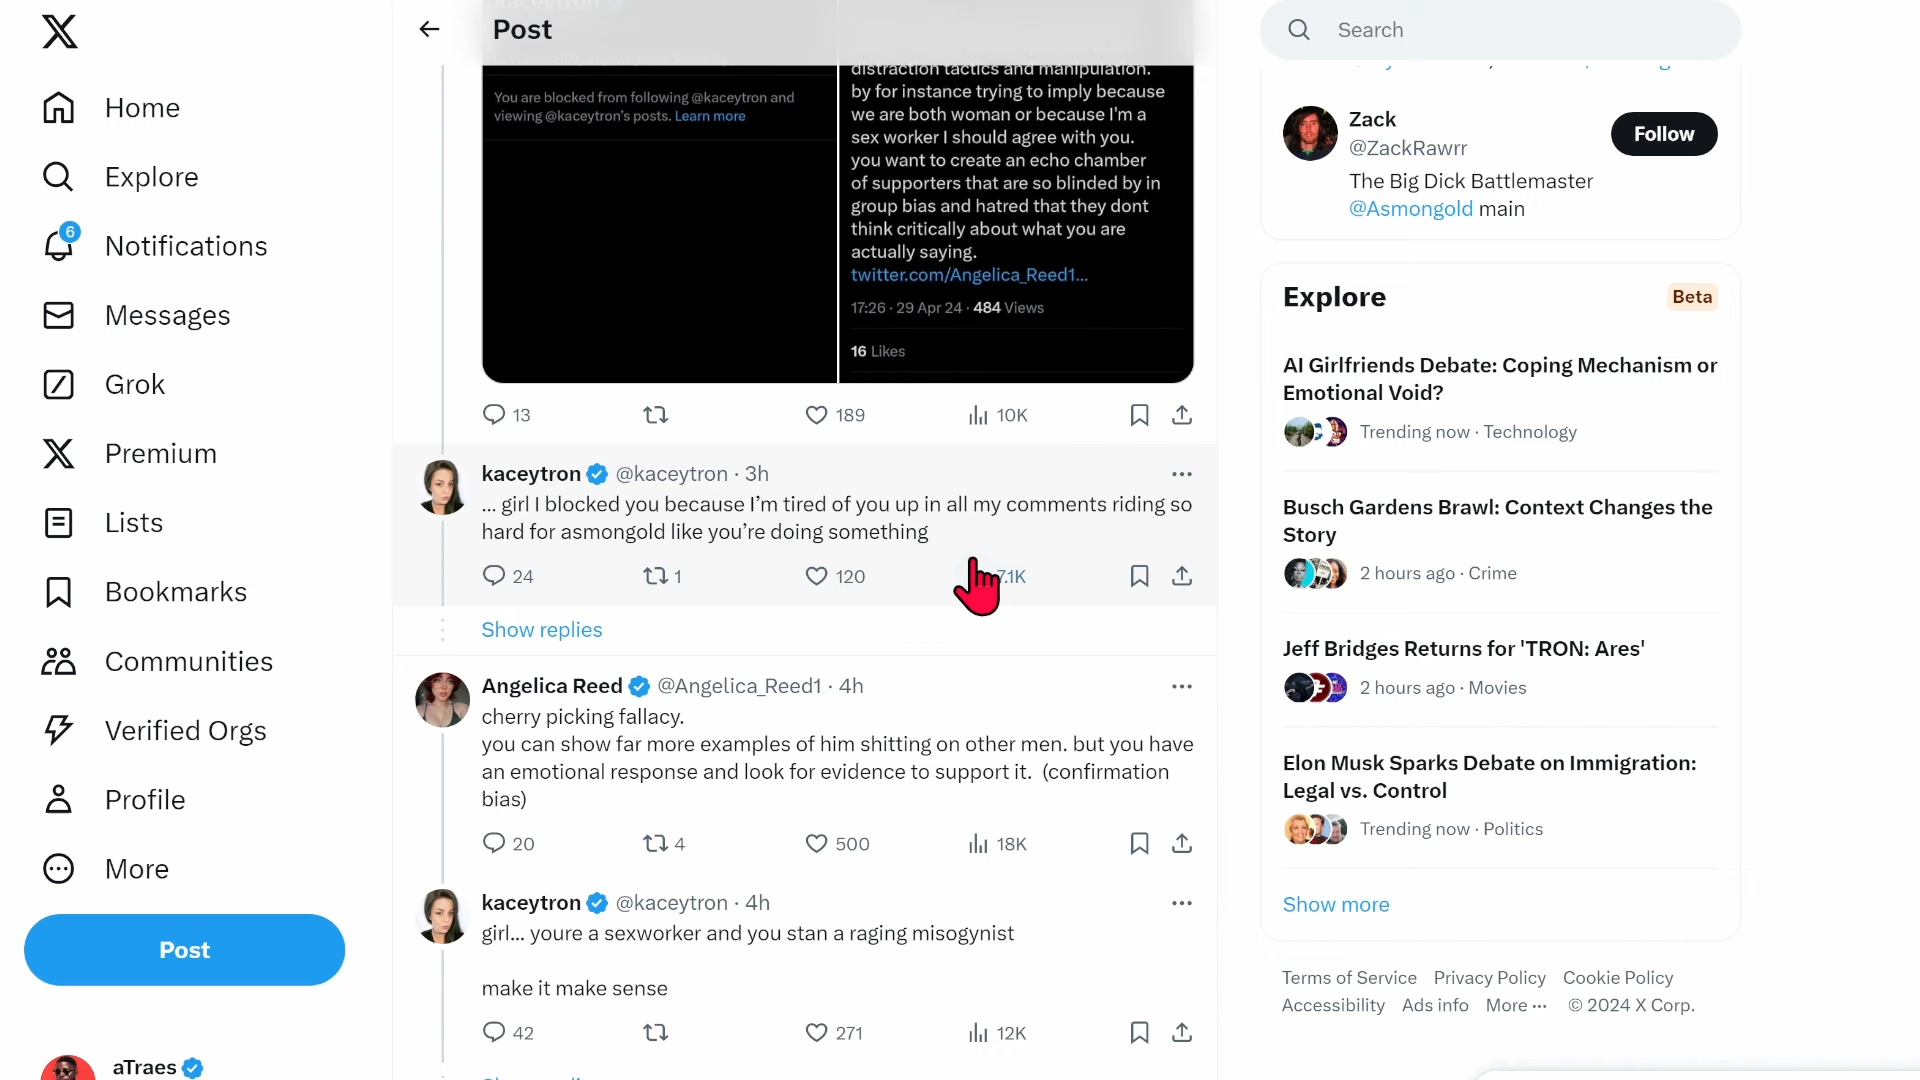 Home
Explore
6
Notifications
Messages
Grok
Premium
Lists
Bookmarks
Communities
Verified Orgs
Profile
More
Post
aTraes
Post
You are blocked from following @kaceytron and
viewing @kaceytron's posts. Learn more
distraction tactics and manipulation.
by for instance trying to imply because
we are both woman or because I'm a
sex worker I should agree with you.
you want to create an echo chamber
of supporters that are so blinded by in
group bias and hatred that they dont
think critically about what you are
actually saying.
twitter.com/Angelica_Reed1...
17:26 · 29 Apr 24 · 484 Views
16 Likes
13 189 10K
kaceytron @kaceytron · 3h
... girl I blocked you because I’m tired of you up in all my comments riding so
hard for asmongold like you’re doing something
24 1 120 7.1K
Show replies
Angelica Reed @Angelica_Reed1 · 4h
cherry picking fallacy.
you can show far more examples of him shitting on other men. but you have
an emotional response and look for evidence to support it. (confirmation
bias)
20 4 500 18K
kaceytron @kaceytron · 4h
girl... youre a sexworker and you stan a raging misogynist
make it make sense
42 271 12K
Search
Zack
@ZackRawrr
Follow
The Big Dick Battlemaster
@Asmongold main
Explore
Beta
AI Girlfriends Debate: Coping Mechanism or
Emotional Void?
Trending now · Technology
Busch Gardens Brawl: Context Changes the
Story
2 hours ago · Crime
Jeff Bridges Returns for 'TRON: Ares'
2 hours ago · Movies
Elon Musk Sparks Debate on Immigration:
Legal vs. Control
Trending now · Politics
Show more
Terms of Service Privacy Policy Cookie Policy
Accessibility Ads info More ··· © 2024 X Corp.